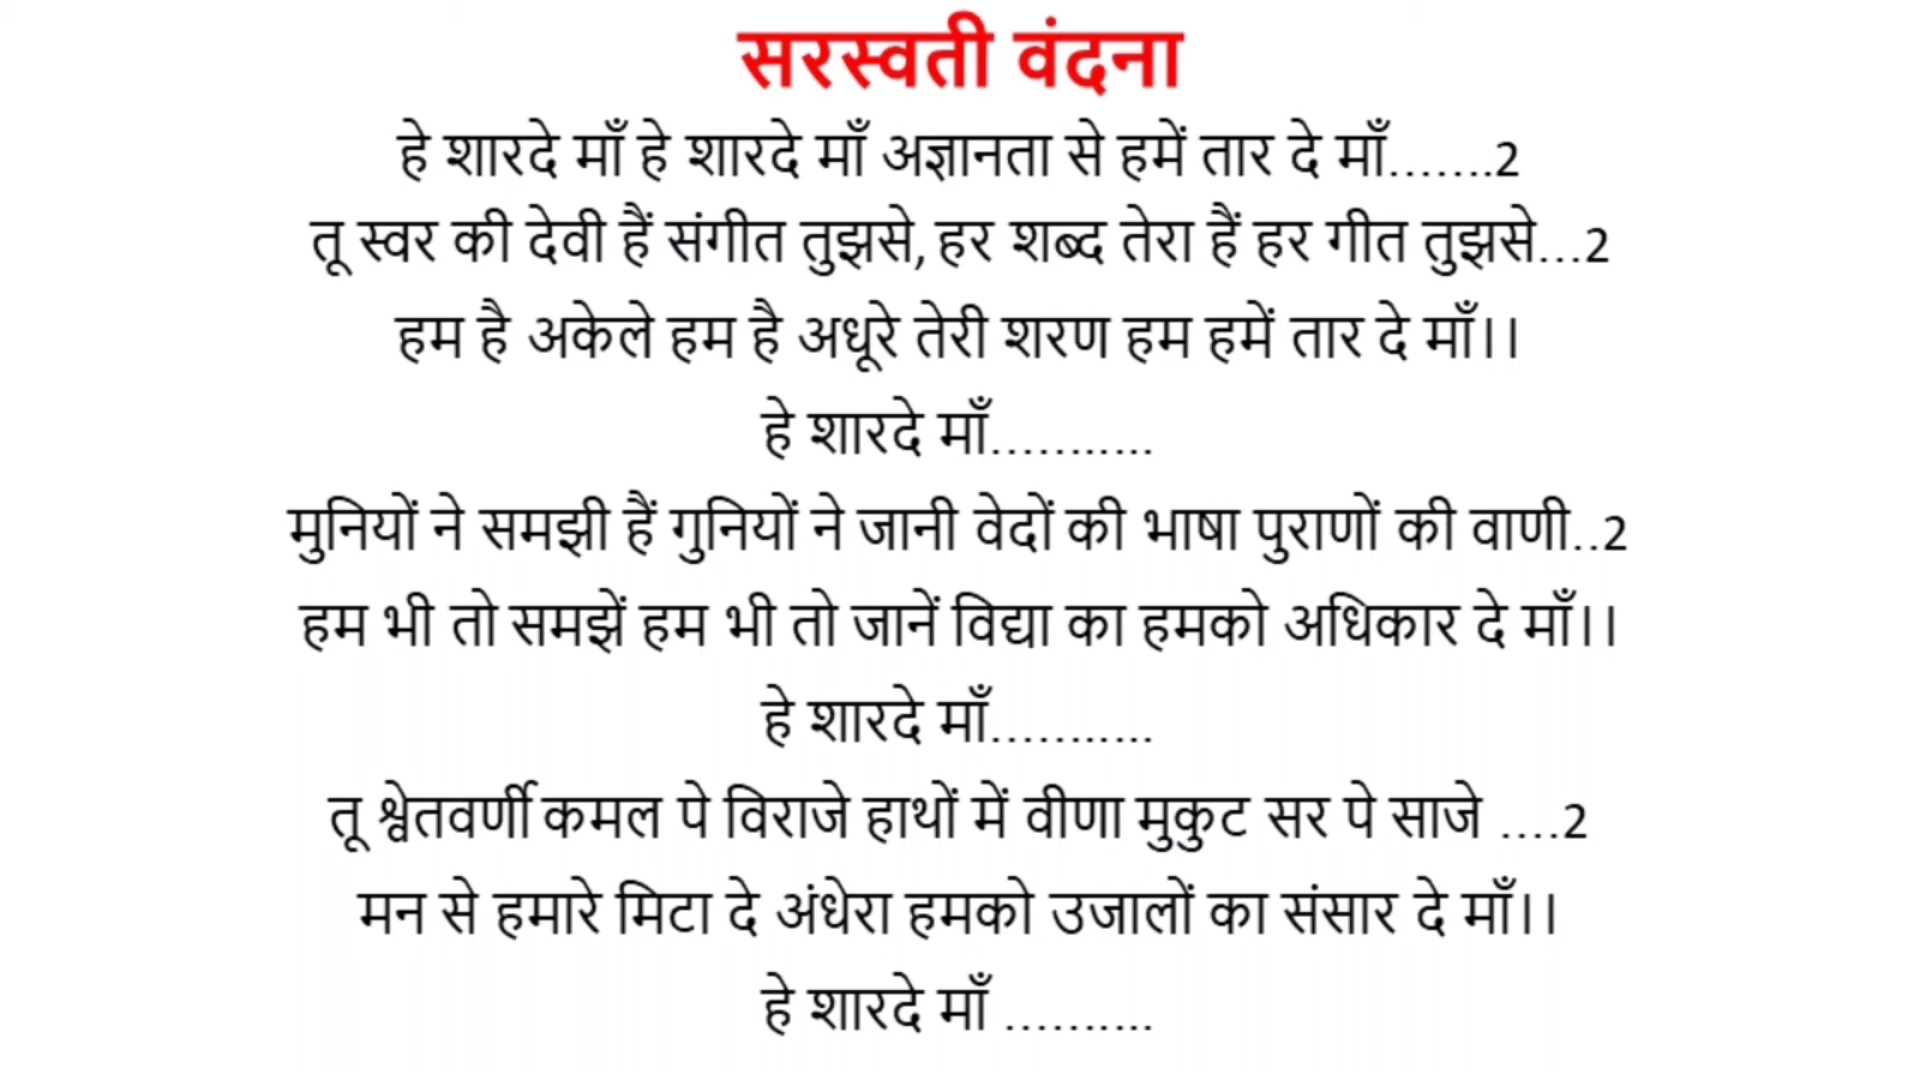 सरस्वती वंदना
हे शारदे माँ हे शारदे माँ अज्ञानता से हमें तार दे माँ.......2
तू स्वर की देवी हैं संगीत तुझसे, हर शब्द तेरा हैं हर गीत तुझसे...2
हम है अकेले हम है अधूरे तेरी शरण हम हमें तार दे माँ।।
हे शारदे माँ...........
मुनियों ने समझी हैं गुनियों ने जानी वेदों की भाषा पुराणों की वाणी..2
हम भी तो समझें हम भी तो जानें विद्या का हमको अधिकार दे माँ।।
हे शारदे माँ...........
तू श्वेतवर्णी कमल पे विराजे हाथों में वीणा मुकुट सर पे साजे ....2
मन से हमारे मिटा दे अंधेरा हमको उजालों का संसार दे माँ।।
हे शारदे माँ ..........